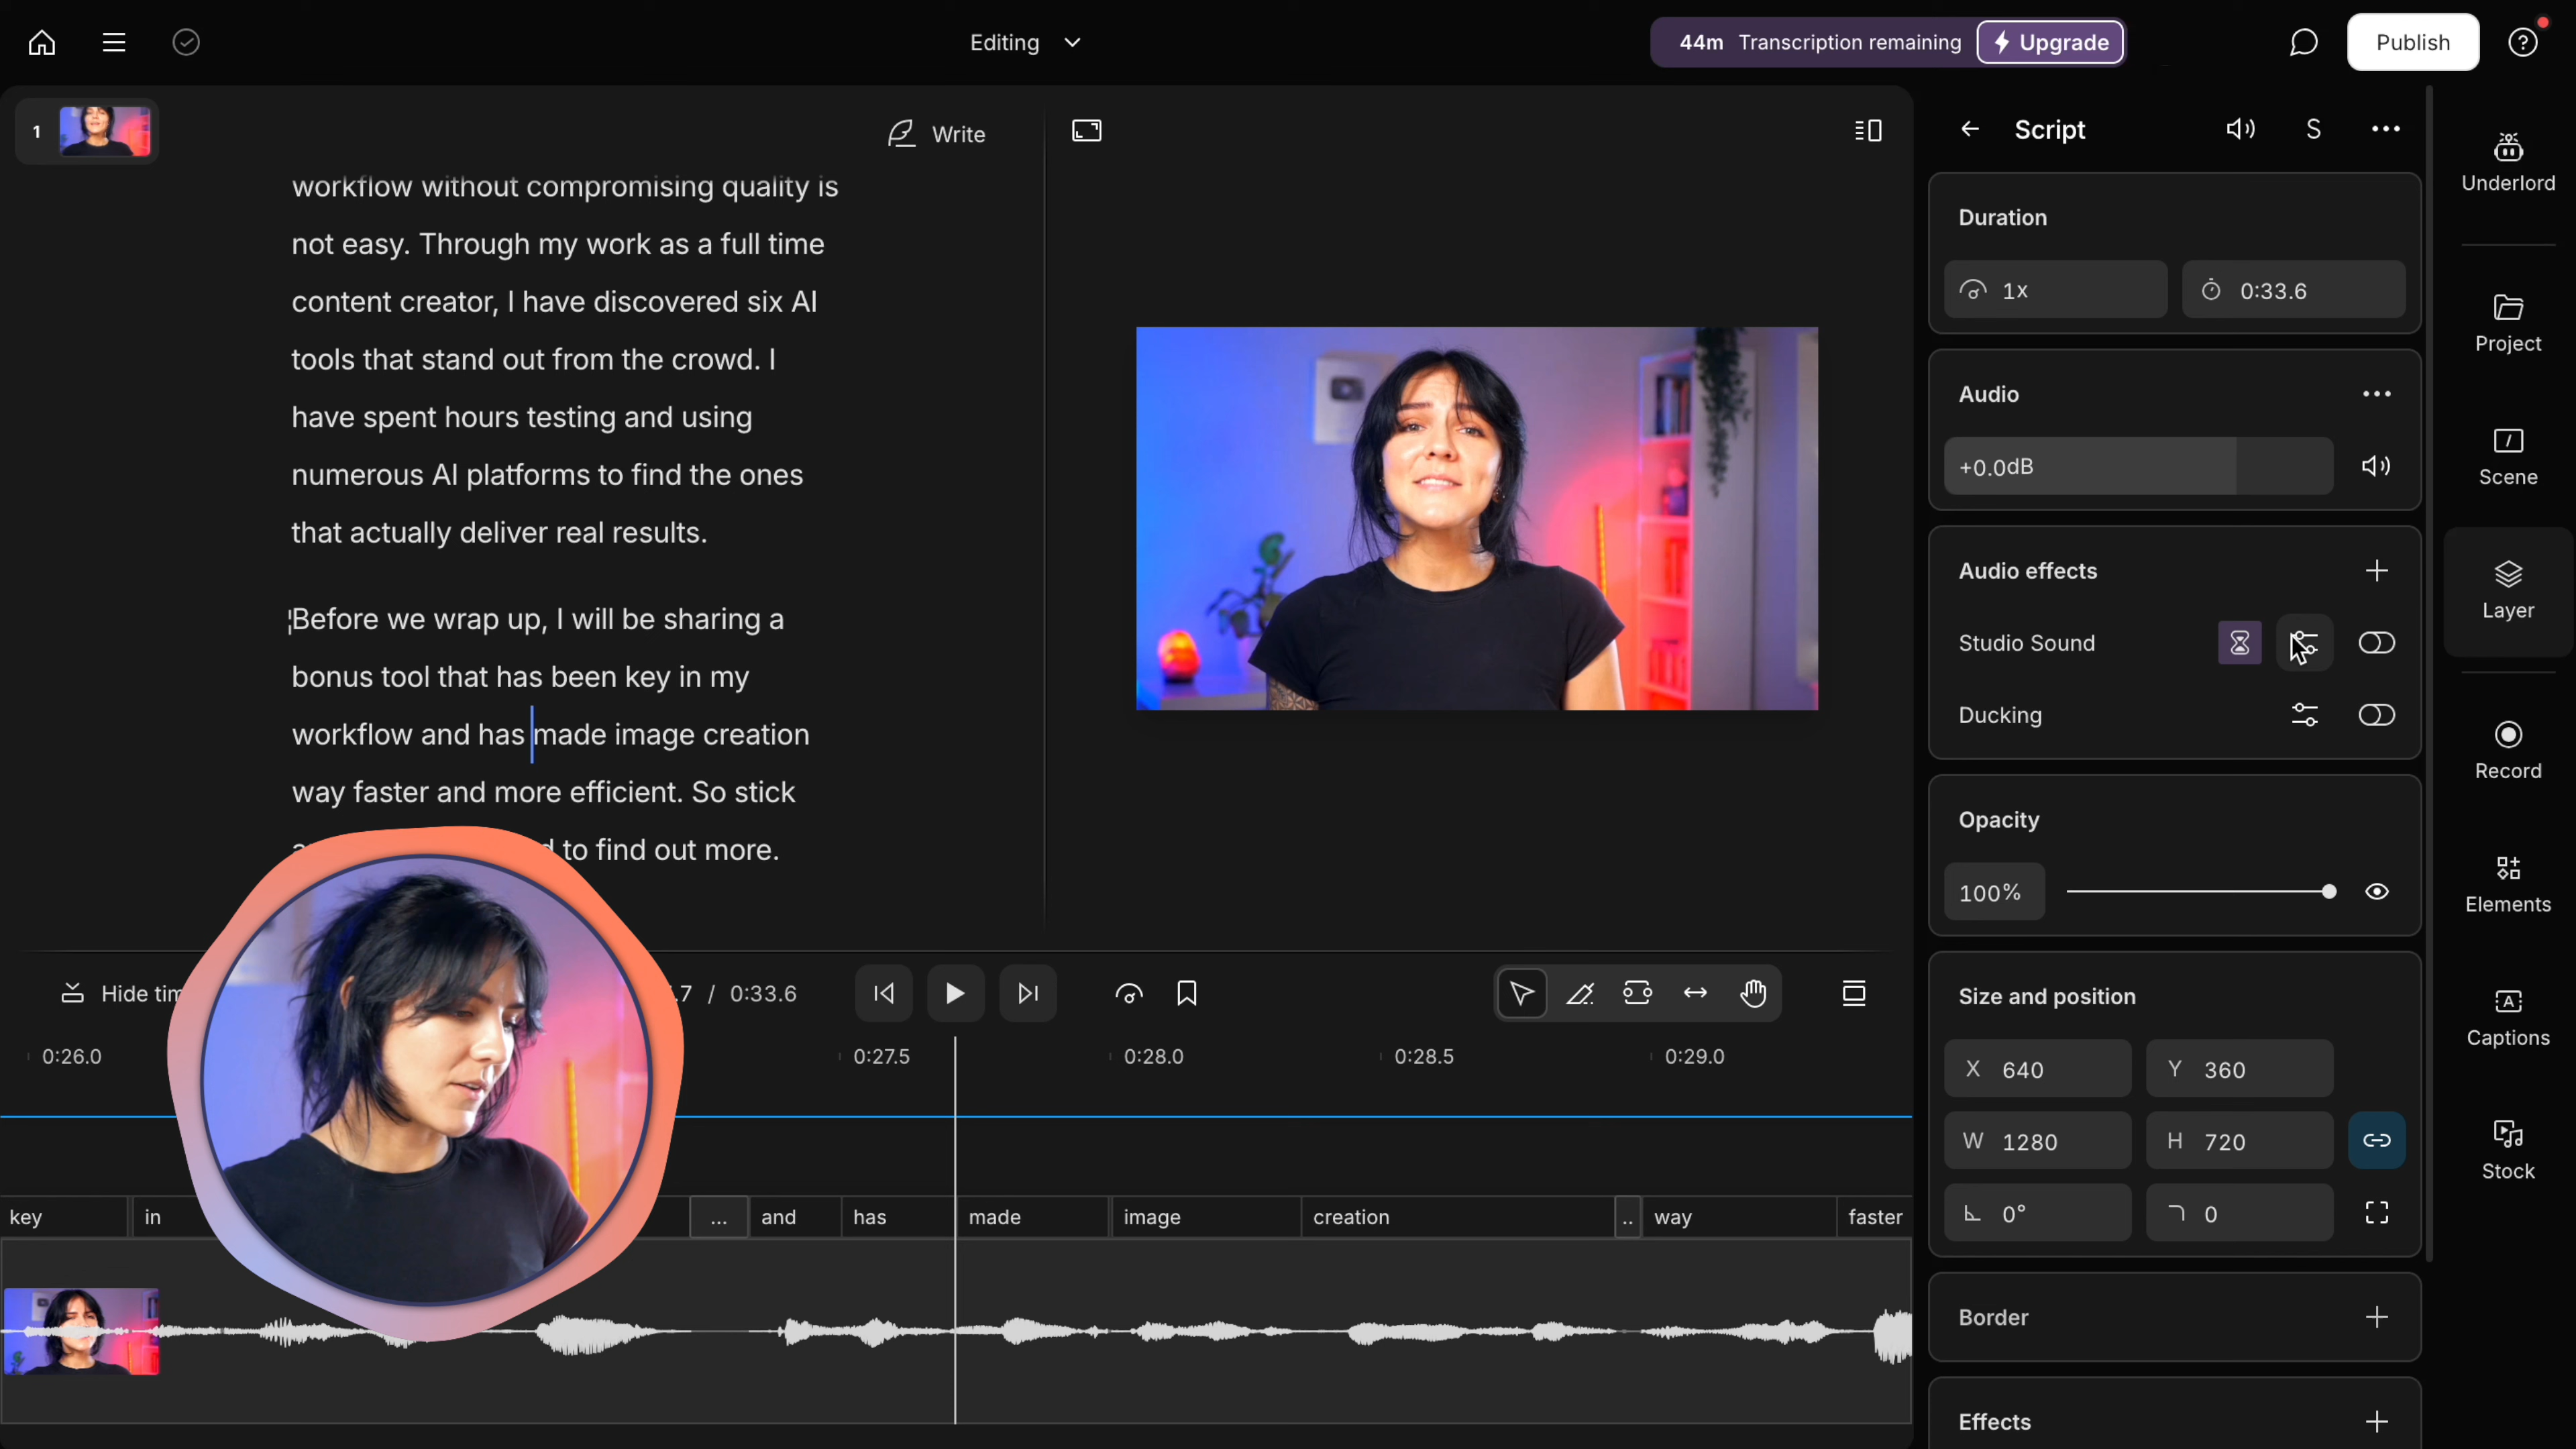 Editing
44m Transcription remaining
Upgrade
Publish
1
Write
workflow without compromising quality is
not easy. Through my work as a full time
content creator, I have discovered six AI
tools that stand out from the crowd. I
have spent hours testing and using
numerous AI platforms to find the ones
that actually deliver real results.
Before we wrap up, I will be sharing a
bonus tool that has been key in my
workflow and has made image creation
way faster and more efficient. So stick
to find out more.
Script
S
Duration
1x
0:33.6
Audio
+0.0dB
Audio effects
Studio Sound
Ducking
Opacity
100%
Size and position
X 640
Y 360
W 1280
H 720
0°
0
Border
Effects
Underlord
Project
Scene
Layer
Record
Elements
Captions
Stock
Hide tim
.7 / 0:33.6
0:26.0
0:27.5
0:28.0
0:28.5
0:29.0
key
in
...
and
has
made
image
creation
..
way
faster